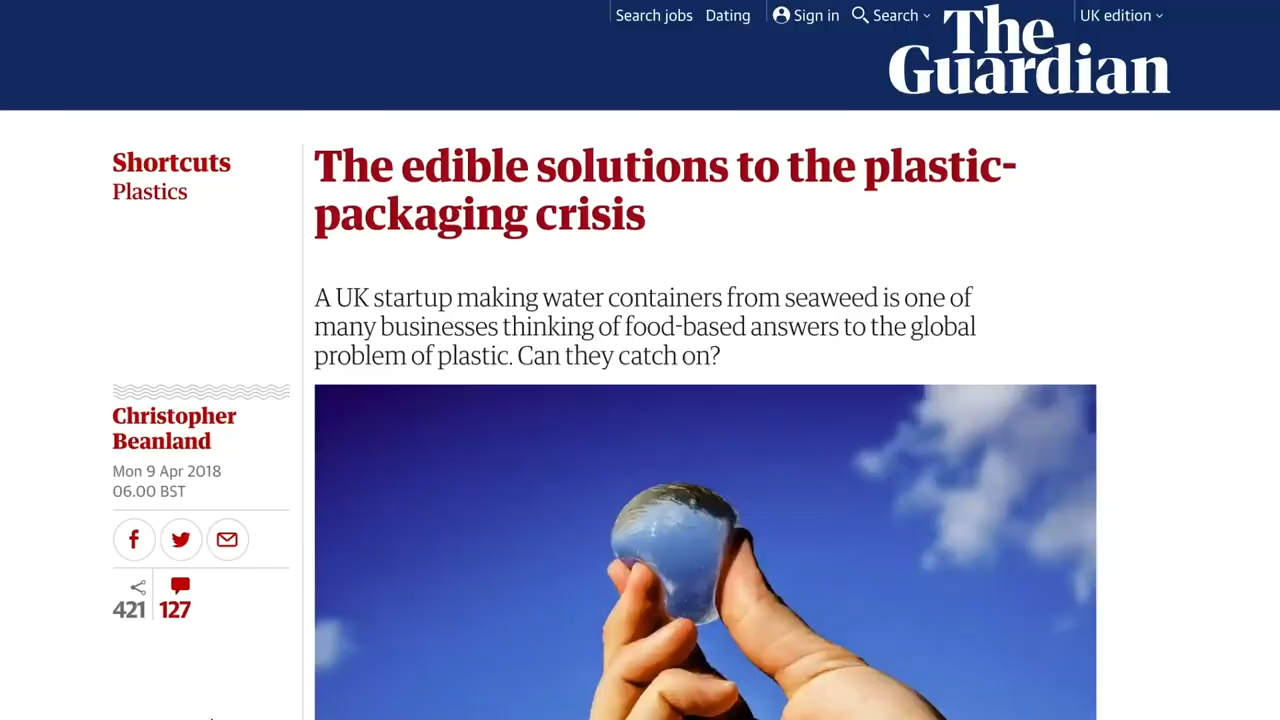 Search jobs
Dating
Sign in
Search
UK edition
The
Guardian
Shortcuts
Plastics
The edible solutions to the plastic-
packaging crisis
A UK startup making water containers from seaweed is one of
many businesses thinking of food-based answers to the global
problem of plastic. Can they catch on?
Christopher
Beanland
Mon 9 Apr 2018
06.00 BST
421
127